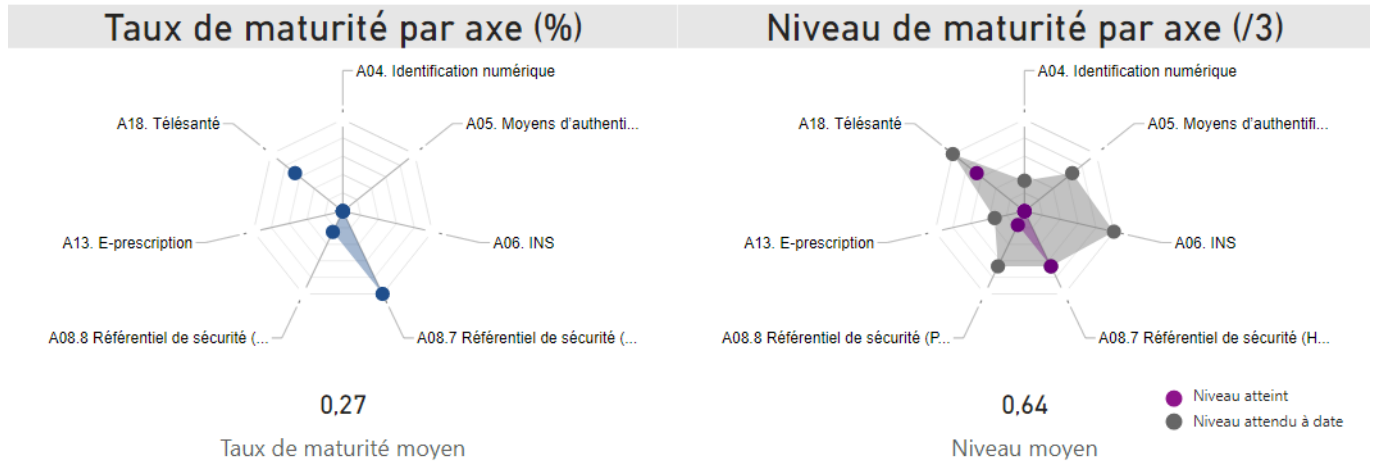 Taux de maturité par axe (%)
A04. Identification numérique
A18. Télésanté
A05. Moyens d'authenti...
A13. E-prescription
A06. INS
A08.8 Référentiel de sécurité (...
A08.7 Référentiel de sécurité (...
0,27
Taux de maturité moyen
Niveau de maturité par axe (/3)
A04. Identification numérique
A18. Télésanté
A05. Moyens d'authentifi...
A13. E-prescription
A06. INS
A08.8 Référentiel de sécurité (P...
A08.7 Référentiel de sécurité (H...
0,64
Niveau moyen
Niveau atteint
Niveau attendu à date